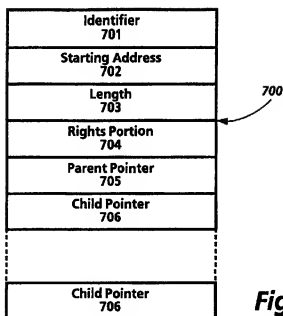 Identifier
701
Starting Address
702
Length
703
700
Rights Portion
704
Parent Pointer
705
Child Pointer
706
Child Pointer
706
Fig